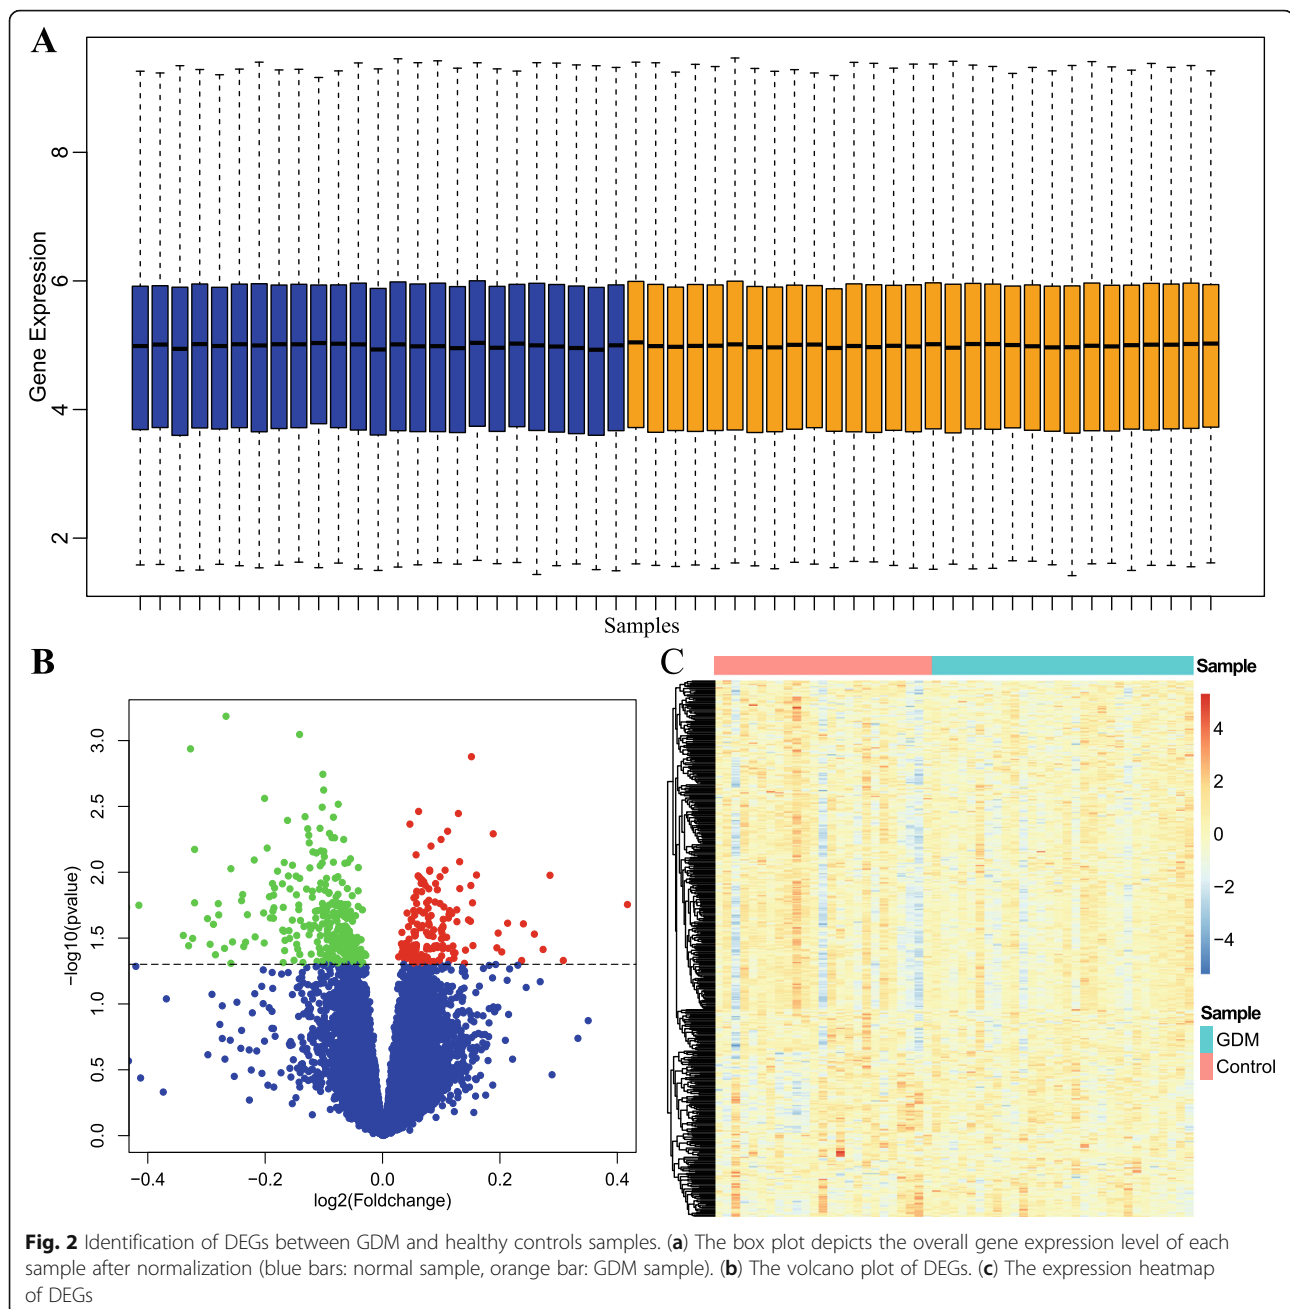 A
8
6
4
2
Gene Expression
Samples
B
3.0
2.5
2.0
1.5
1.0
0.5
0.0
−log10(pvalue)
−0.4 −0.2 0.0 0.2 0.4
log2(Foldchange)
C
Sample
4
2
0
−2
−4
Sample
GDM
Control
Fig. 2 Identification of DEGs between GDM and healthy controls samples. (a) The box plot depicts the overall gene expression level of each
sample after normalization (blue bars: normal sample, orange bar: GDM sample). (b) The volcano plot of DEGs. (c) The expression heatmap
of DEGs